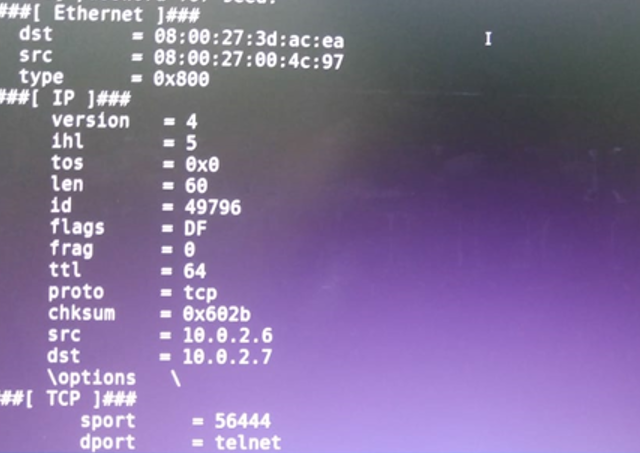 for seed:
###[ Ethernet ]###
dst = 08:00:27:3d:ac:ea
src = 08:00:27:00:4c:97
type = 0x800
###[ IP ]###
version = 4
ihl = 5
tos = 0x0
len = 60
id = 49796
flags = DF
frag = 0
ttl = 64
proto = tcp
chksum = 0x602b
src = 10.0.2.6
dst = 10.0.2.7
\options \
##[ TCP ]###
sport = 56444
dport = telnet